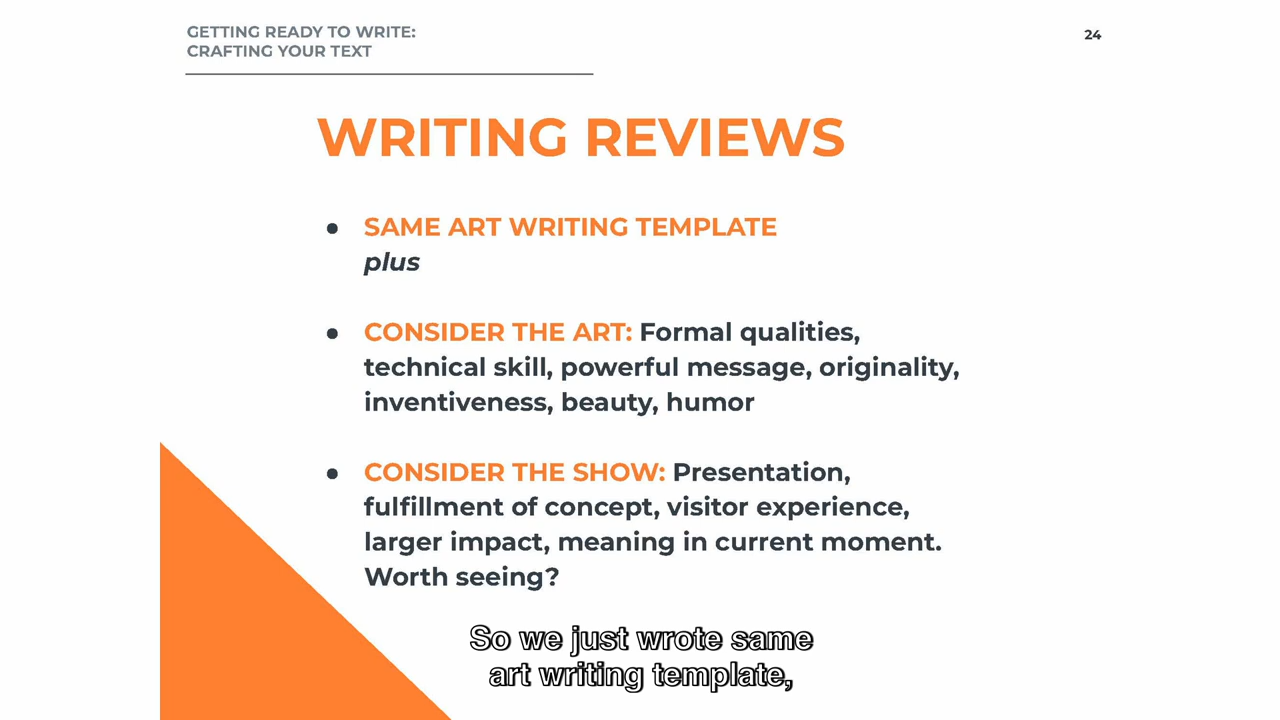 GETTING READY TO WRITE:
CRAFTING YOUR TEXT
24
WRITING REVIEWS
● SAME ART WRITING TEMPLATE
plus
● CONSIDER THE ART: Formal qualities,
technical skill, powerful message, originality,
inventiveness, beauty, humor
● CONSIDER THE SHOW: Presentation,
fulfillment of concept, visitor experience,
larger impact, meaning in current moment.
Worth seeing?
So we just wrote same
art writing template,